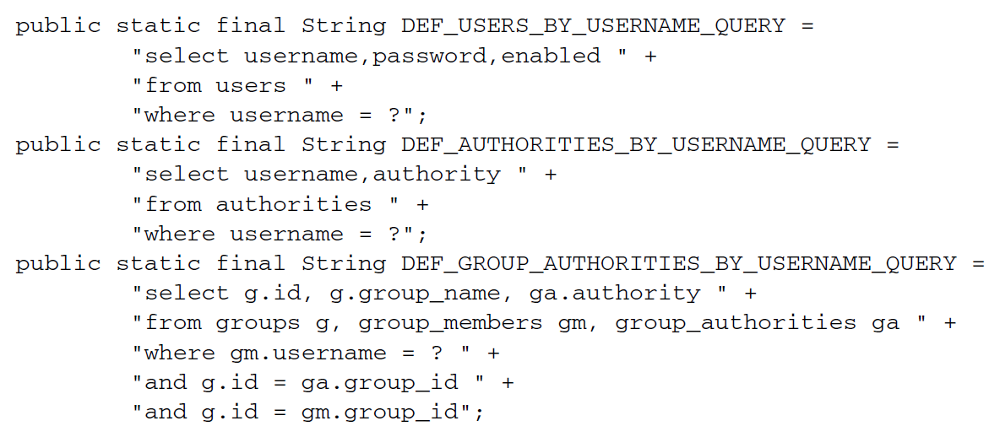 public static final String DEF_USERS_BY_USERNAME_QUERY =
        "select username,password,enabled " +
        "from users " +
        "where username = ?";
public static final String DEF_AUTHORITIES_BY_USERNAME_QUERY =
        "select username,authority " +
        "from authorities " +
        "where username = ?";
public static final String DEF_GROUP_AUTHORITIES_BY_USERNAME_QUERY =
        "select g.id, g.group_name, ga.authority " +
        "from groups g, group_members gm, group_authorities ga " +
        "where gm.username = ? " +
        "and g.id = ga.group_id " +
        "and g.id = gm.group_id";